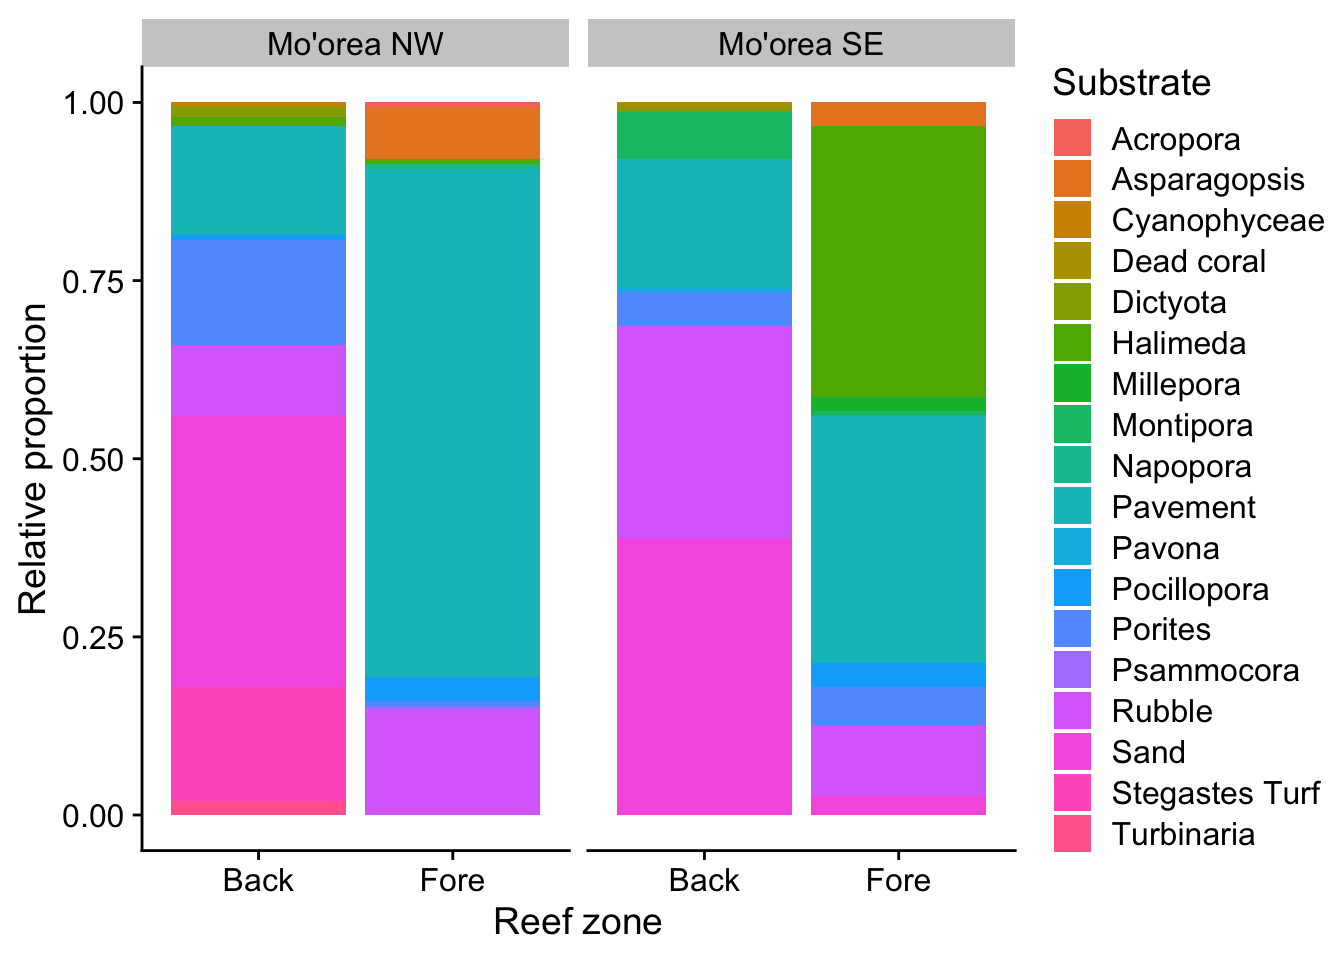 Mo'orea NW
Mo'orea SE
Relative proportion
1.00
0.75
0.50
0.25
0.00
Back
Fore
Back
Fore
Reef zone
Substrate
Acropora
Asparagopsis
Cyanophyceae
Dead coral
Dictyota
Halimeda
Millepora
Montipora
Napopora
Pavement
Pavona
Pocillopora
Porites
Psammocora
Rubble
Sand
Stegastes Turf
Turbinaria